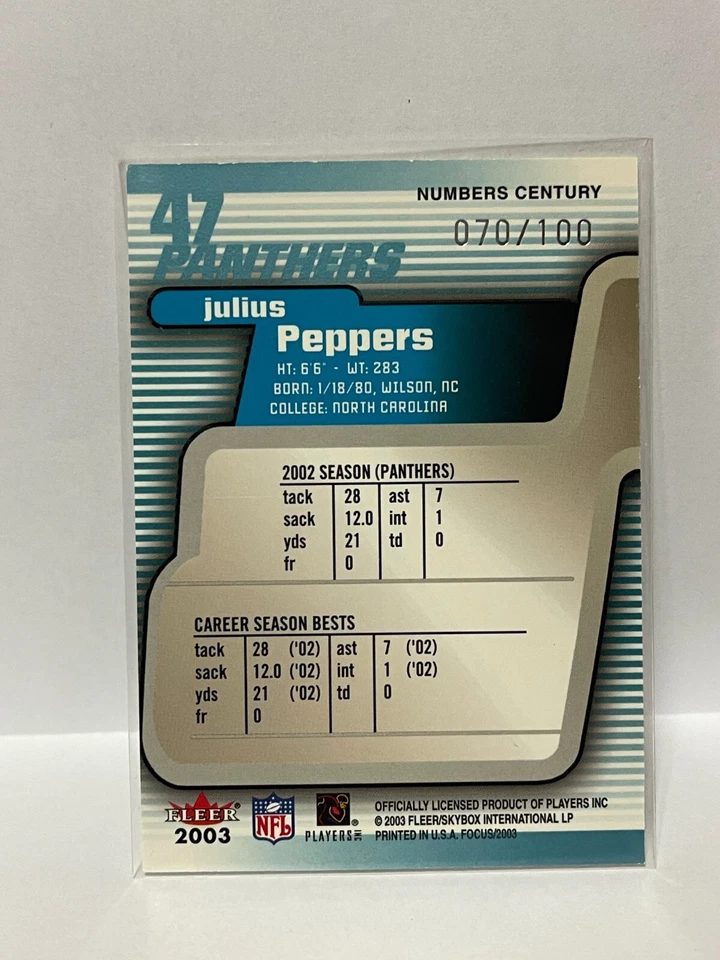 NUMBERS CENTURY
070/100
47
PANTHERS
julius
Peppers
HT: 6'6" - WT: 283
BORN: 1/18/80, WILSON, NC
COLLEGE: NORTH CAROLINA
2002 SEASON (PANTHERS)
tack 28 ast 7
sack 12.0 int 1
yds 21 td 0
fr 0
CAREER SEASON BESTS
tack 28 ('02) ast 7 ('02)
sack 12.0 ('02) int 1 ('02)
yds 21 ('02) td 0
fr 0
FLEER
2003
NFL
PLAYERS INC
OFFICIALLY LICENSED PRODUCT OF PLAYERS INC
© 2003 FLEER/SKYBOX INTERNATIONAL LP
PRINTED IN U.S.A. FOCUS/2003